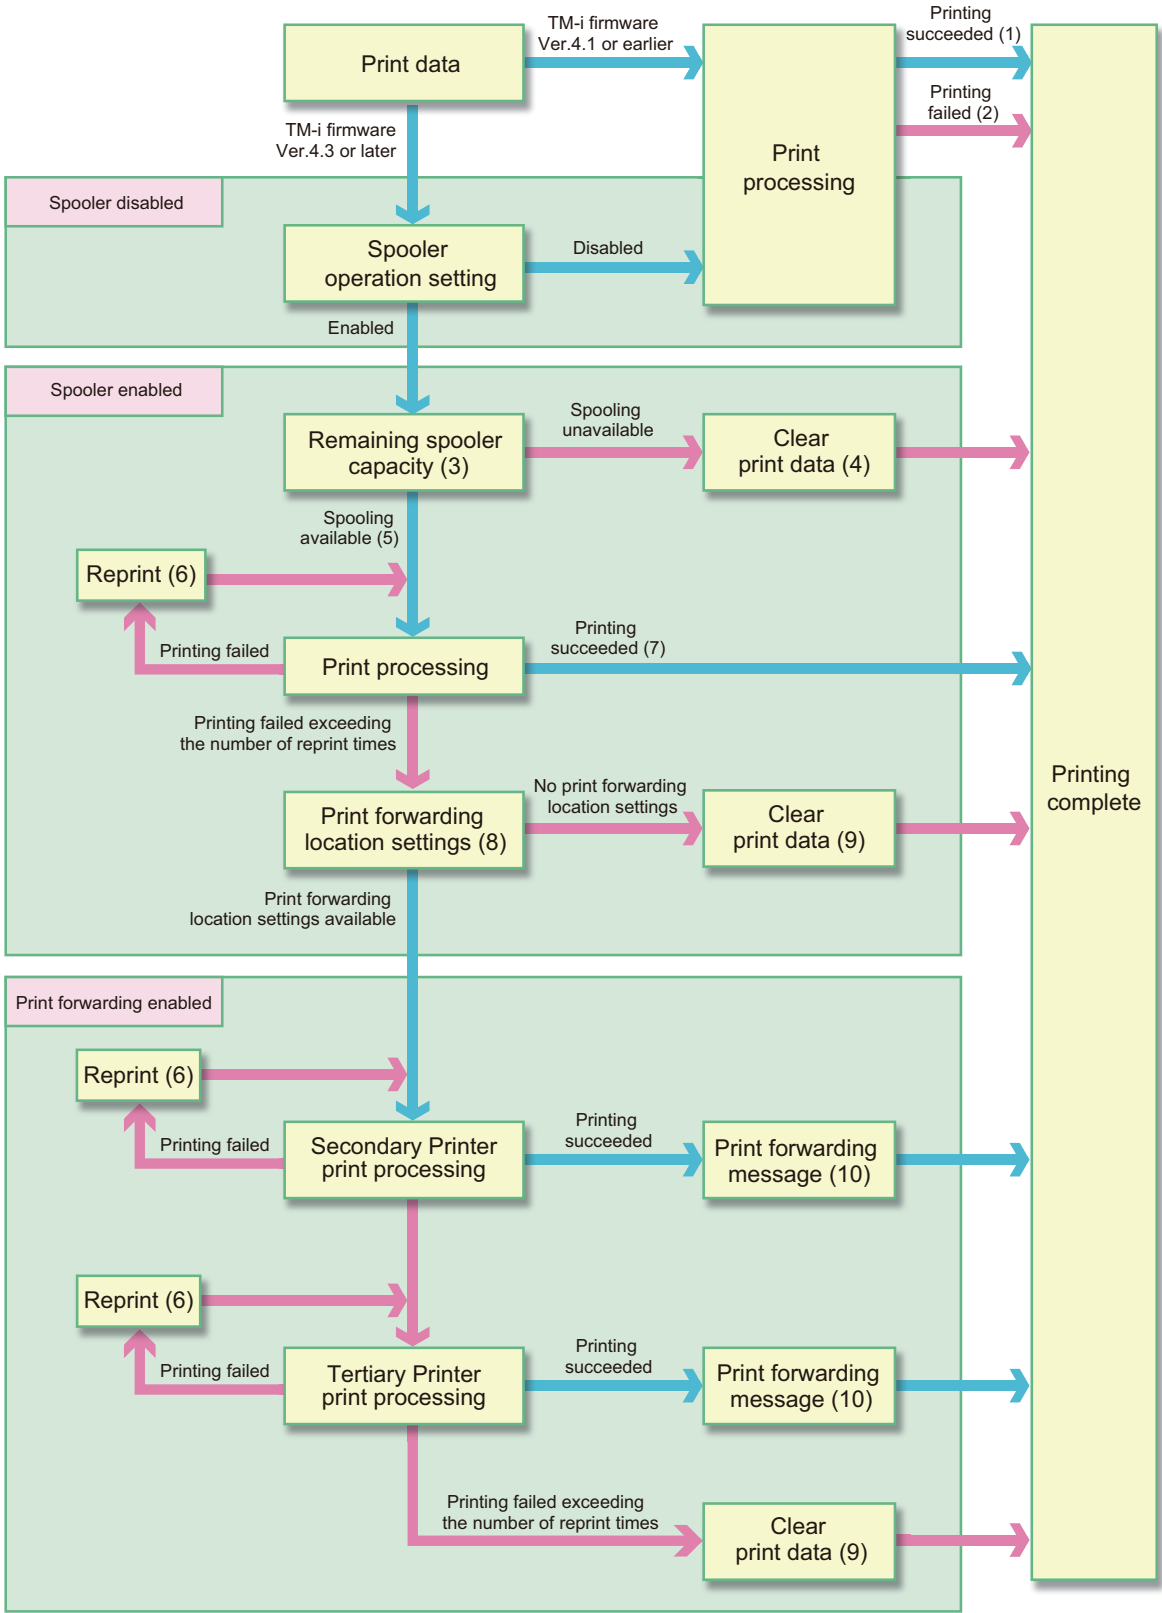 TM-i firmware
Ver.4.1 or earlier
Printing
succeeded (1)
Print data
Printing
failed (2)
TM-i firmware
Ver.4.3 or later
Print
processing
Spooler disabled
Spooler
operation setting
Disabled
Enabled
Spooler enabled
Remaining spooler
capacity (3)
Spooling
unavailable
Clear
print data (4)
Spooling
available (5)
Reprint (6)
Printing failed
Print processing
Printing
succeeded (7)
Printing failed exceeding
the number of reprint times
Print forwarding
location settings (8)
No print forwarding
location settings
Clear
print data (9)
Printing
complete
Print forwarding
location settings available
Print forwarding enabled
Reprint (6)
Printing failed
Secondary Printer
print processing
Printing
succeeded
Print forwarding
message (10)
Reprint (6)
Printing failed
Tertiary Printer
print processing
Printing
succeeded
Print forwarding
message (10)
Printing failed exceeding
the number of reprint times
Clear
print data (9)